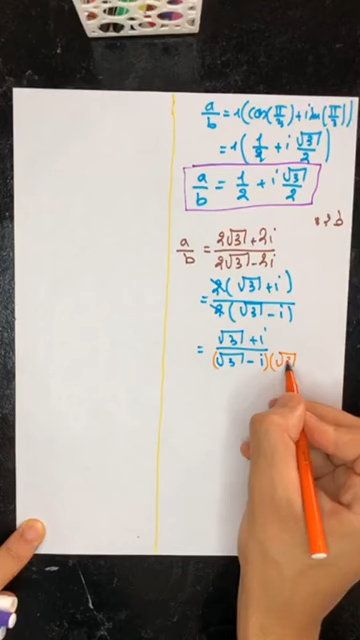 a/b = 1(cos(π/3) + i sin(π/3))
= 1(1/2 + i √3/2)
a/b = 1/2 + i √3/2
a/b = (2√3 + 2i)/(2√3 - 2i)
= 2(√3 + i)/2(√3 - i)
= (√3 + i)/(√3 - i)(√3